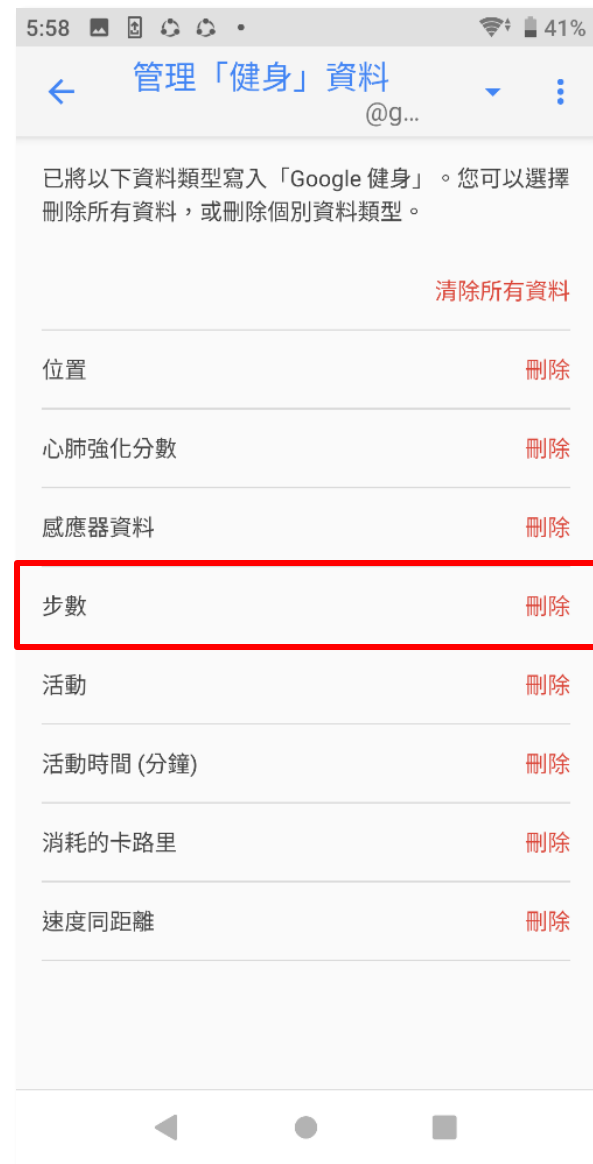 5:58 41%
管理「健身」資料
@g...
已將以下資料類型寫入「Google 健身」。您可以選擇
刪除所有資料，或刪除個別資料類型。
清除所有資料
位置 刪除
心肺強化分數 刪除
感應器資料 刪除
步數 刪除
活動 刪除
活動時間 (分鐘) 刪除
消耗的卡路里 刪除
速度同距離 刪除